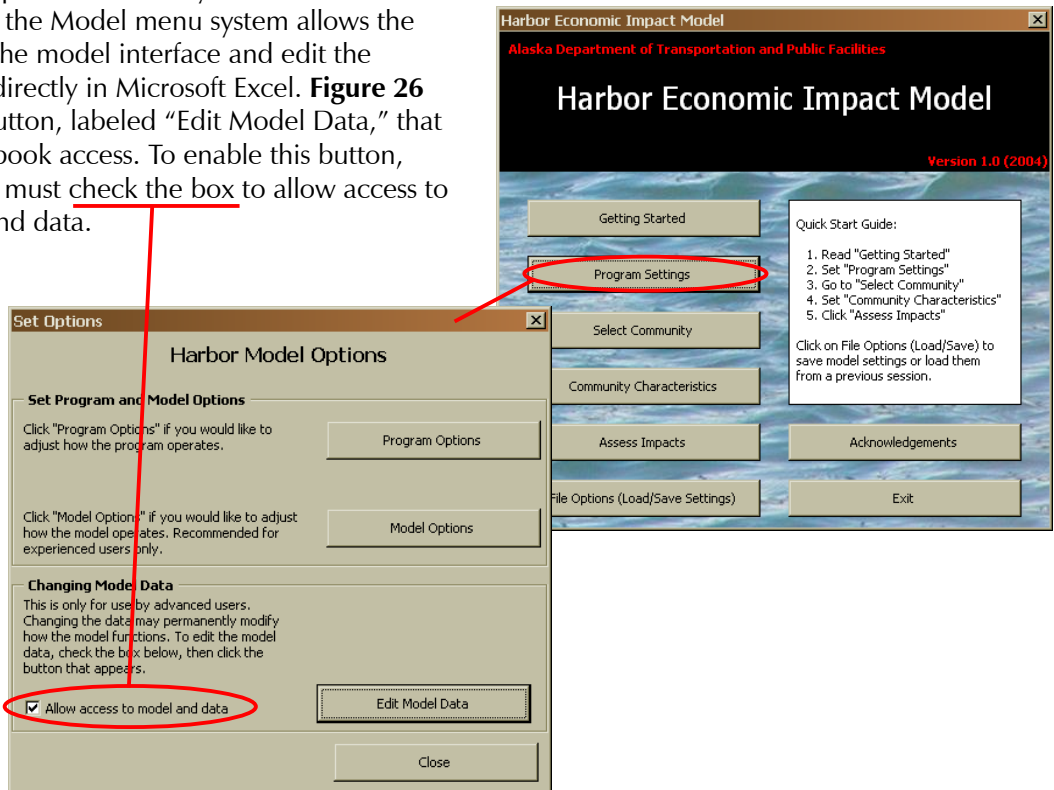 the Model menu system allows the
he model interface and edit the
directly in Microsoft Excel. Figure 26
utton, labeled “Edit Model Data,” that
book access. To enable this button,
must check the box to allow access to
nd data.
Harbor Economic Impact Model
Alaska Department of Transportation and Public Facilities
Harbor Economic Impact Model
Version 1.0 (2004)
Getting Started
Program Settings
Select Community
Community Characteristics
Assess Impacts
File Options (Load/Save Settings)
Quick Start Guide:
1. Read "Getting Started"
2. Set "Program Settings"
3. Go to "Select Community"
4. Set "Community Characteristics"
5. Click "Assess Impacts"
Click on File Options (Load/Save) to
save model settings or load them
from a previous session.
Acknowledgements
Exit
Set Options
Harbor Model Options
Set Program and Model Options
Click "Program Options" if you would like to
adjust how the program operates.
Program Options
Click "Model Options" if you would like to adjust
how the model operates. Recommended for
experienced users only.
Model Options
Changing Model Data
This is only for use by advanced users.
Changing the data may permanently modify
how the model functions. To edit the model
data, check the box below, then click the
button that appears.
Allow access to model and data
Edit Model Data
Close